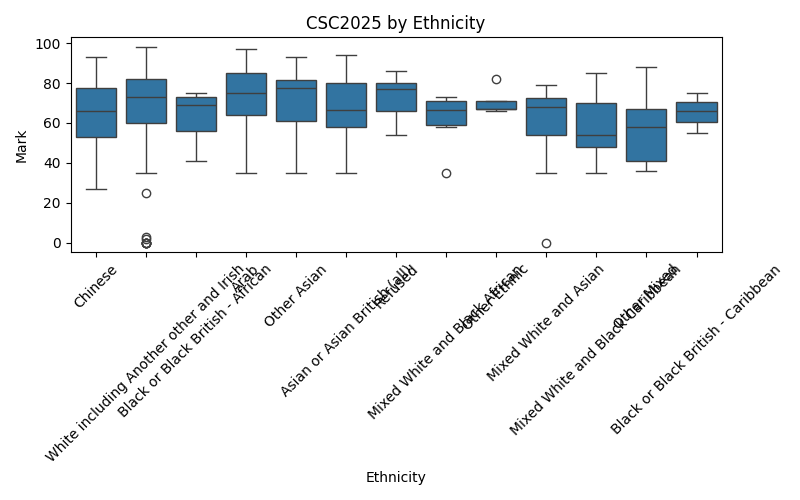 CSC2025 by Ethnicity
Mark
100
80
60
40
20
0
Chinese
White including Another other and Irish
Black or Black British - African
Arab
Other Asian
Asian or Asian British (all)
Refused
Mixed White and Black African
Other Ethnic
Mixed White and Asian
Mixed White and Black Caribbean
Other Mixed
Black or Black British - Caribbean
Ethnicity